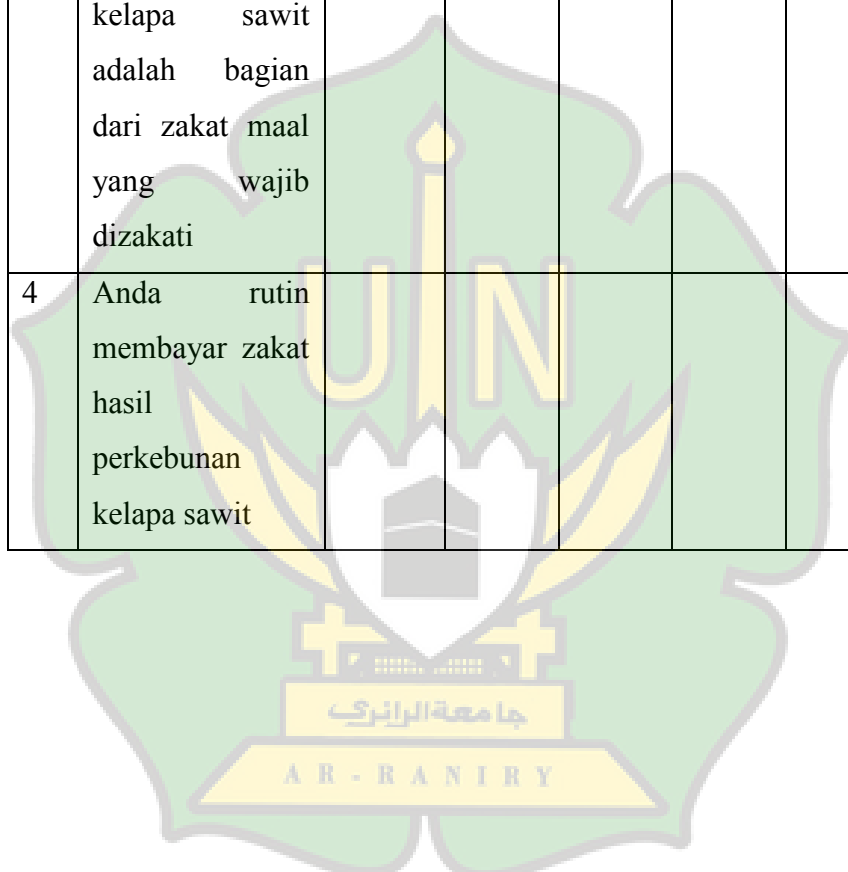 kelapa sawit
adalah bagian
dari zakat maal
yang wajib
dizakati
4 Anda rutin
membayar zakat
hasil
perkebunan
kelapa sawit
UIN
جامعة الرانري
AR-RANIRY